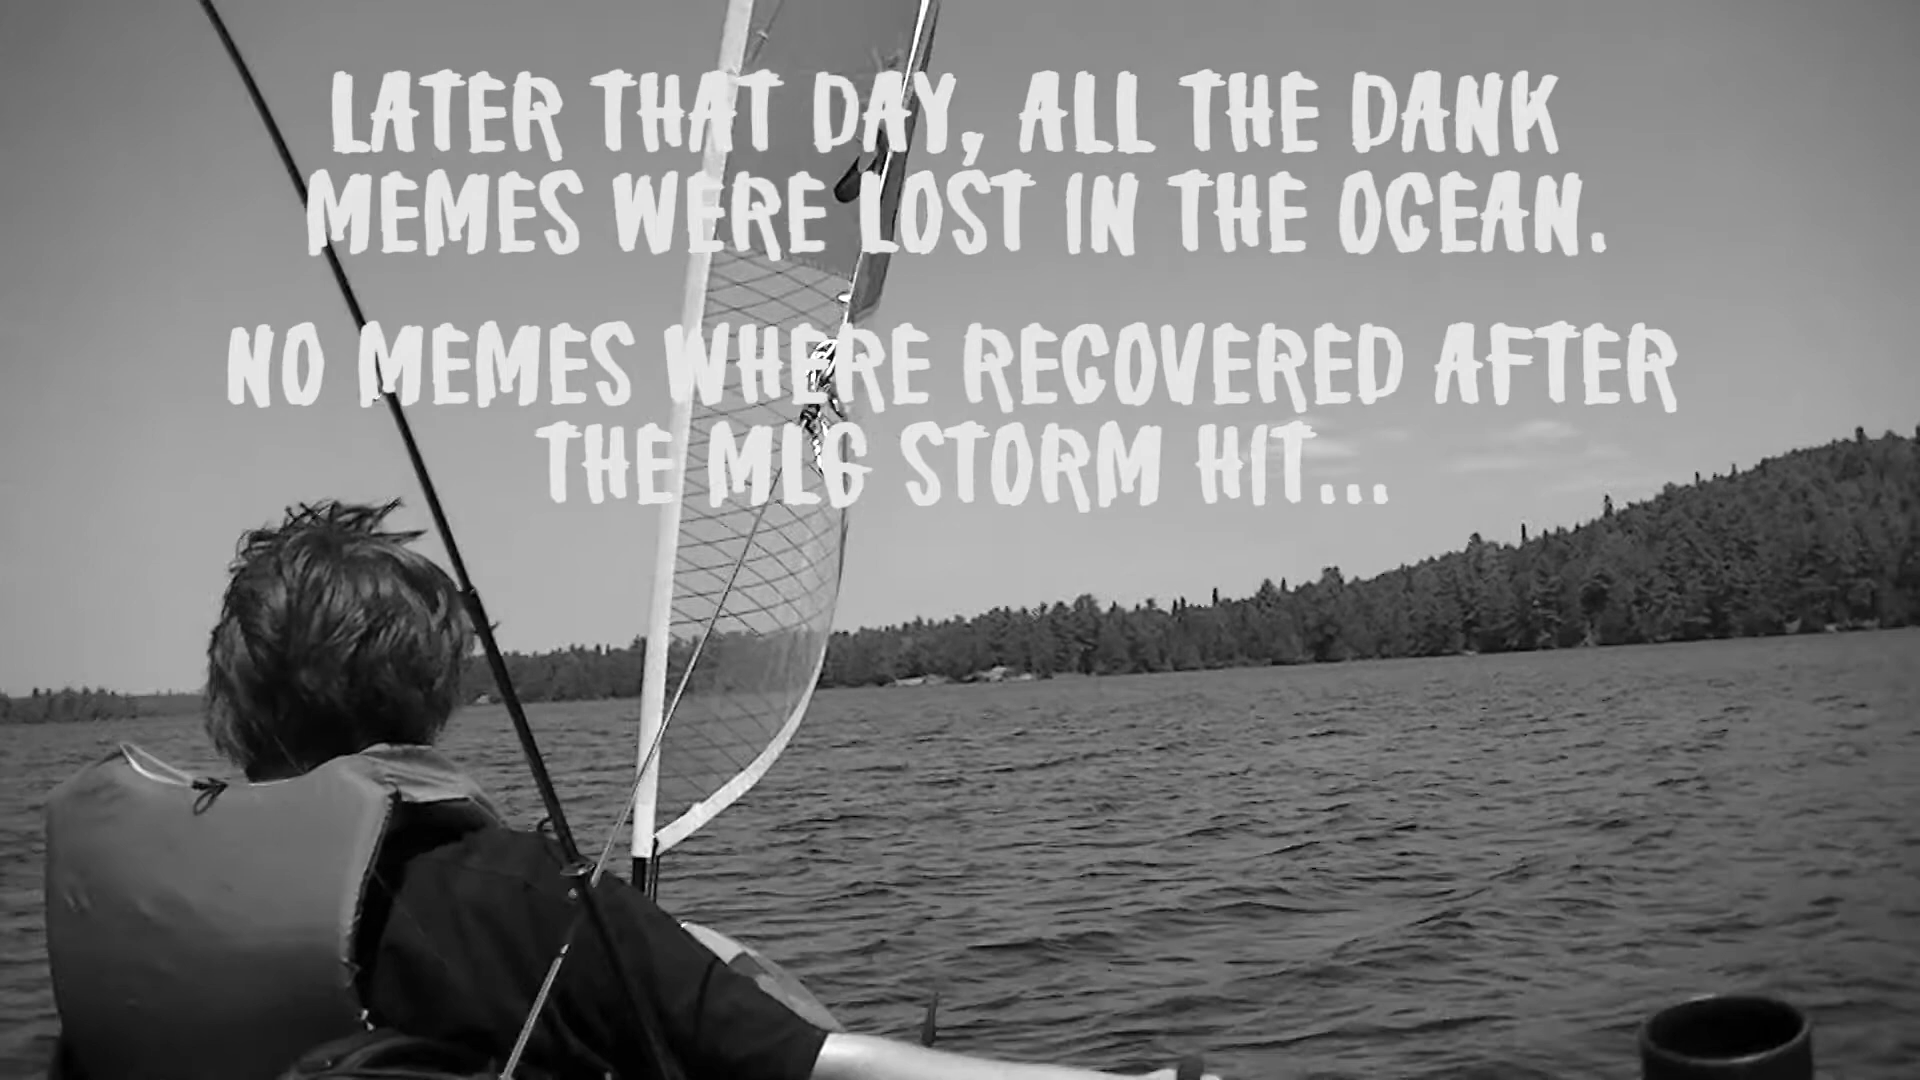 LATER THAT DAY, ALL THE DANK
MEMES WERE LOST IN THE OCEAN.
NO MEMES WHERE RECOVERED AFTER
THE MLG STORM HIT...